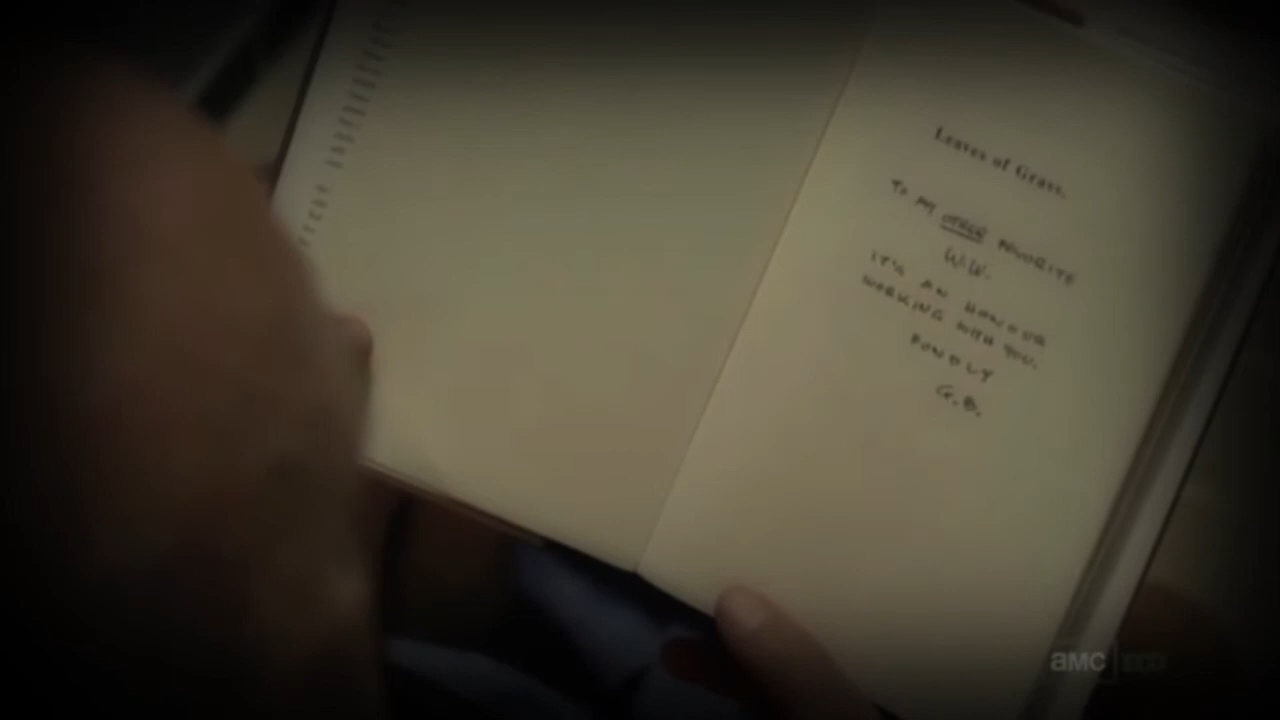 Leaves of Grass.
TO MY OTHER FAVORITE
W.W.
IT'S AN HONOUR
WORKING WITH YOU.
FONDLY
G.B.
amc